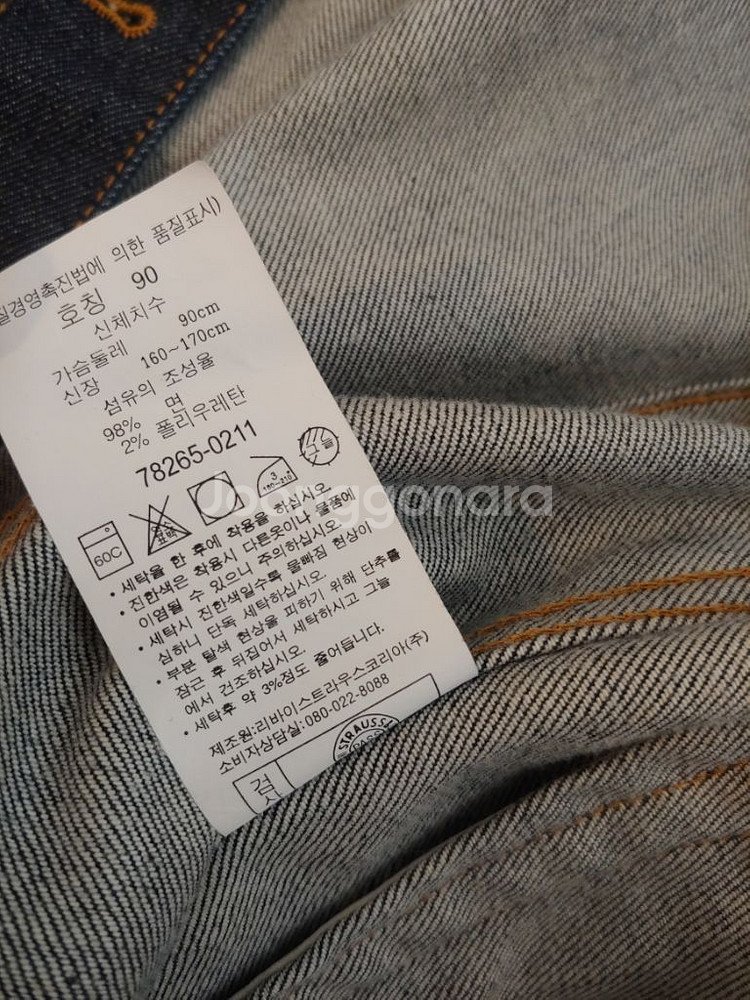 질경영촉진법에 의한 품질표시)
호칭 90
신체치수
가슴둘레 90cm
신장 160~170cm
섬유의 조성율
98% 면
2% 폴리우레탄
78265-0211
60C 표백 3 180~210 그늘
Joonggonara
• 세탁을 한 후에 착용을 하십시오.
• 진한색은 착용시 다른옷이나 물품에
이염될 수 있으니 주의하십시오.
• 세탁시 진한색일수록 물빠짐 현상이
심하니 단독 세탁하십시오.
• 부분 탈색 현상을 피하기 위해 단추를
잠근 후 뒤집어서 세탁하시고 그늘
에서 건조하십시오.
• 세탁후 약 3%정도 줄어듭니다.
제조원:리바이스트라우스코리아(주)
소비자상담실:080-022-8088
STRAUSS
검